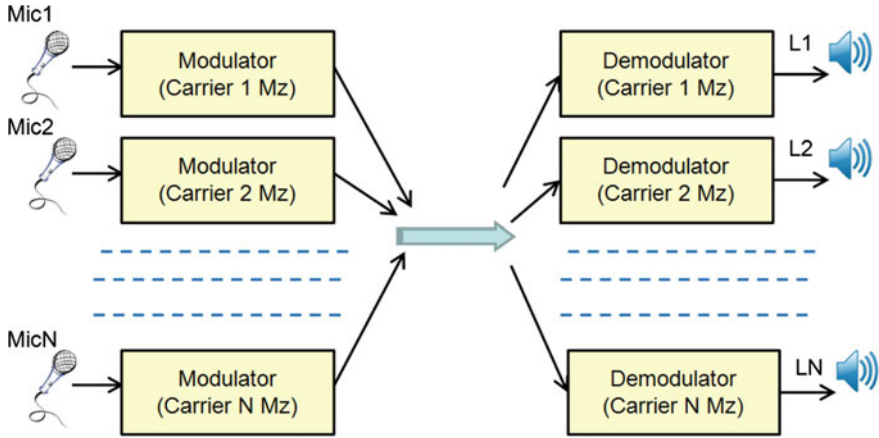 Mic1
Modulator
(Carrier 1 Mz)
Demodulator
(Carrier 1 Mz)
L1
Mic2
Modulator
(Carrier 2 Mz)
Demodulator
(Carrier 2 Mz)
L2
MicN
Modulator
(Carrier N Mz)
Demodulator
(Carrier N Mz)
LN